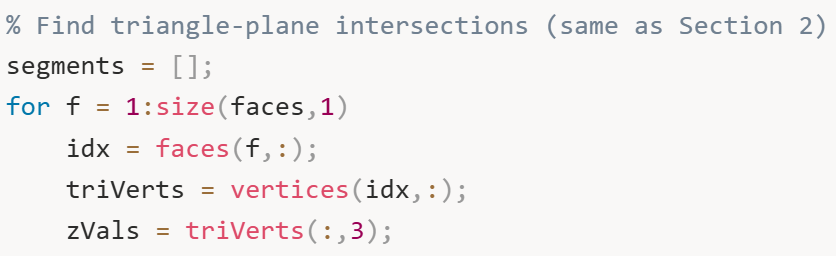 % Find triangle-plane intersections (same as Section 2)
segments = [];
for f = 1:size(faces,1)
    idx = faces(f,:);
    triVerts = vertices(idx,:);
    zVals = triVerts(:,3);